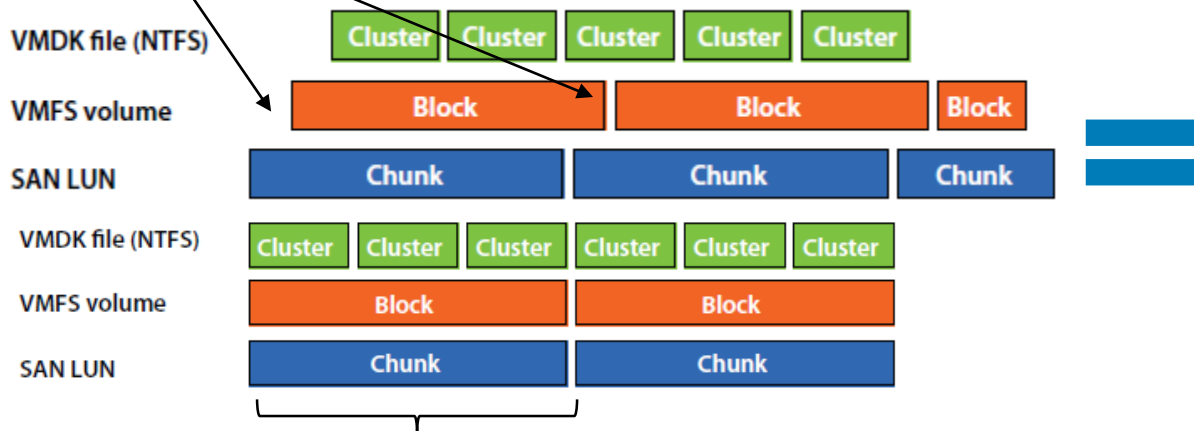 VMDK file (NTFS) Cluster Cluster Cluster Cluster Cluster
VMFS volume Block Block Block
SAN LUN Chunk Chunk Chunk
VMDK file (NTFS) Cluster Cluster Cluster Cluster Cluster Cluster
VMFS volume Block Block
SAN LUN Chunk Chunk